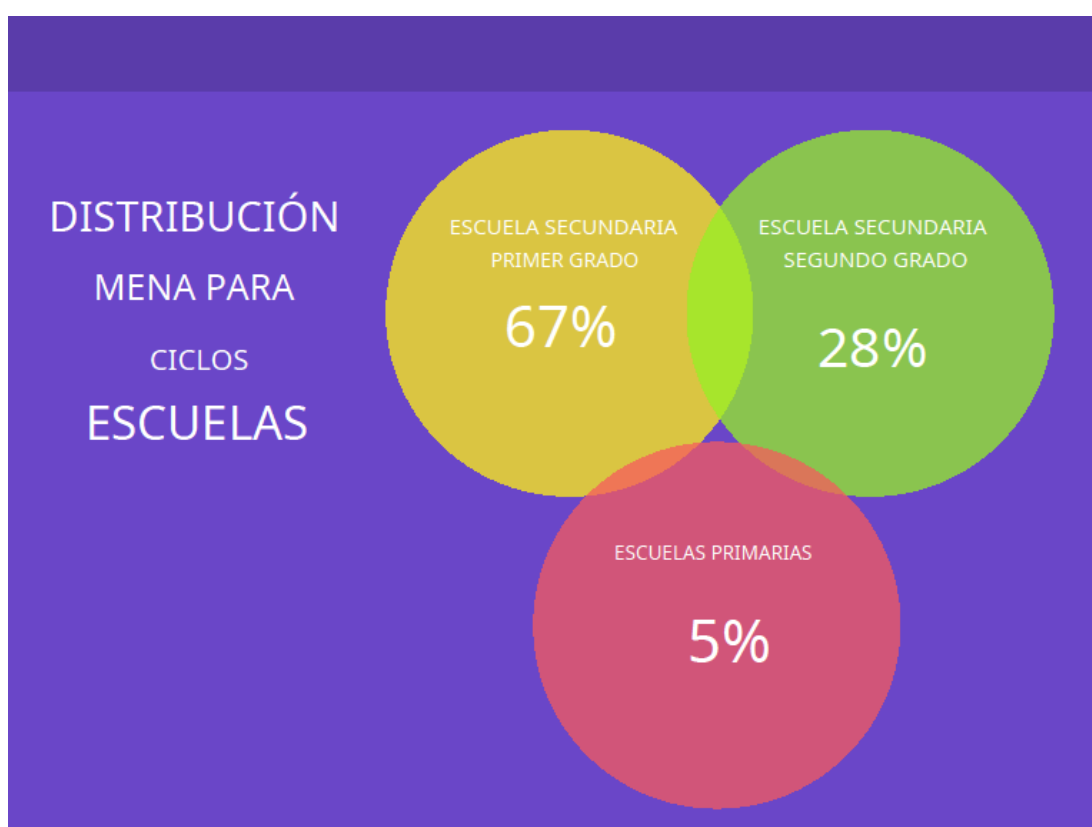 DISTRIBUCIÓN
MENA PARA
CICLOS
ESCUELAS
ESCUELA SECUNDARIA
PRIMER GRADO
67%
ESCUELA SECUNDARIA
SEGUNDO GRADO
28%
ESCUELAS PRIMARIAS
5%